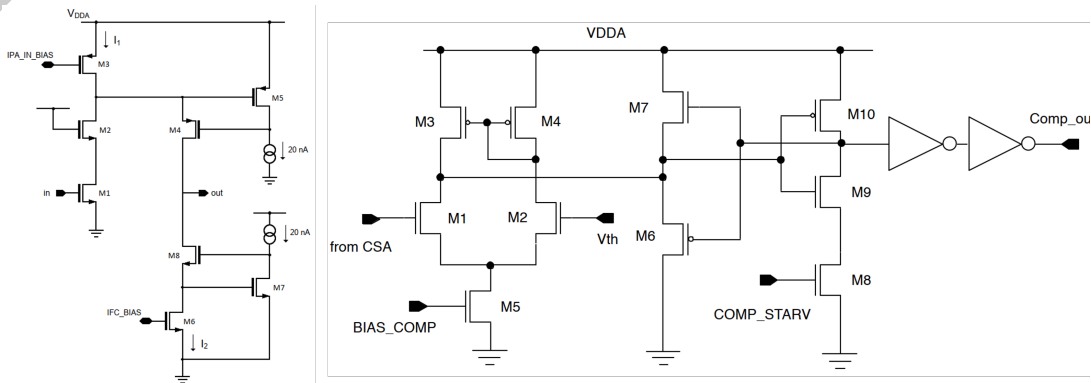 VDDA
I1
IPA_IN_BIAS
M3
M5
M2
M4
20 nA
in
M1
out
20 nA
M8
M7
IFC_BIAS
M6
I2
VDDA
M7
M10
M3
M4
Comp_ou
M1
M2
M9
from CSA
Vth
M6
M8
M5
BIAS_COMP
COMP_STARV